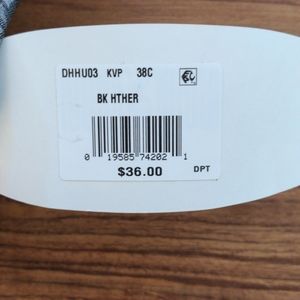 DHHU03 KVP 38C
BK HTHER
0 19585 74202 1
$36.00 DPT